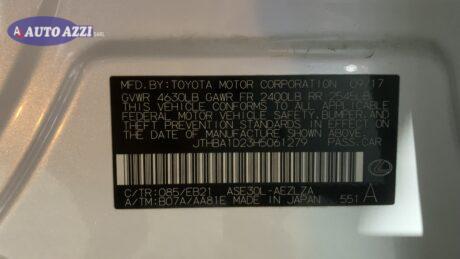 A AUTO AZZI SARL
MFD. BY: TOYOTA MOTOR CORPORATION 09/17
GVWR 4630LB GAWR FR 2400LB RR 2545LB
THIS VEHICLE CONFORMS TO ALL APPLICABLE
FEDERAL MOTOR VEHICLE SAFETY, BUMPER, AND
THEFT PREVENTION STANDARDS IN EFFECT ON
THE DATE OF MANUFACTURE SHOWN ABOVE.
JTHBA1D23H5061279 PASS.CAR
C/TR: 085/EB21 ASE30L-AEZLZA A
A/TM: B07A/AA81E MADE IN JAPAN 551